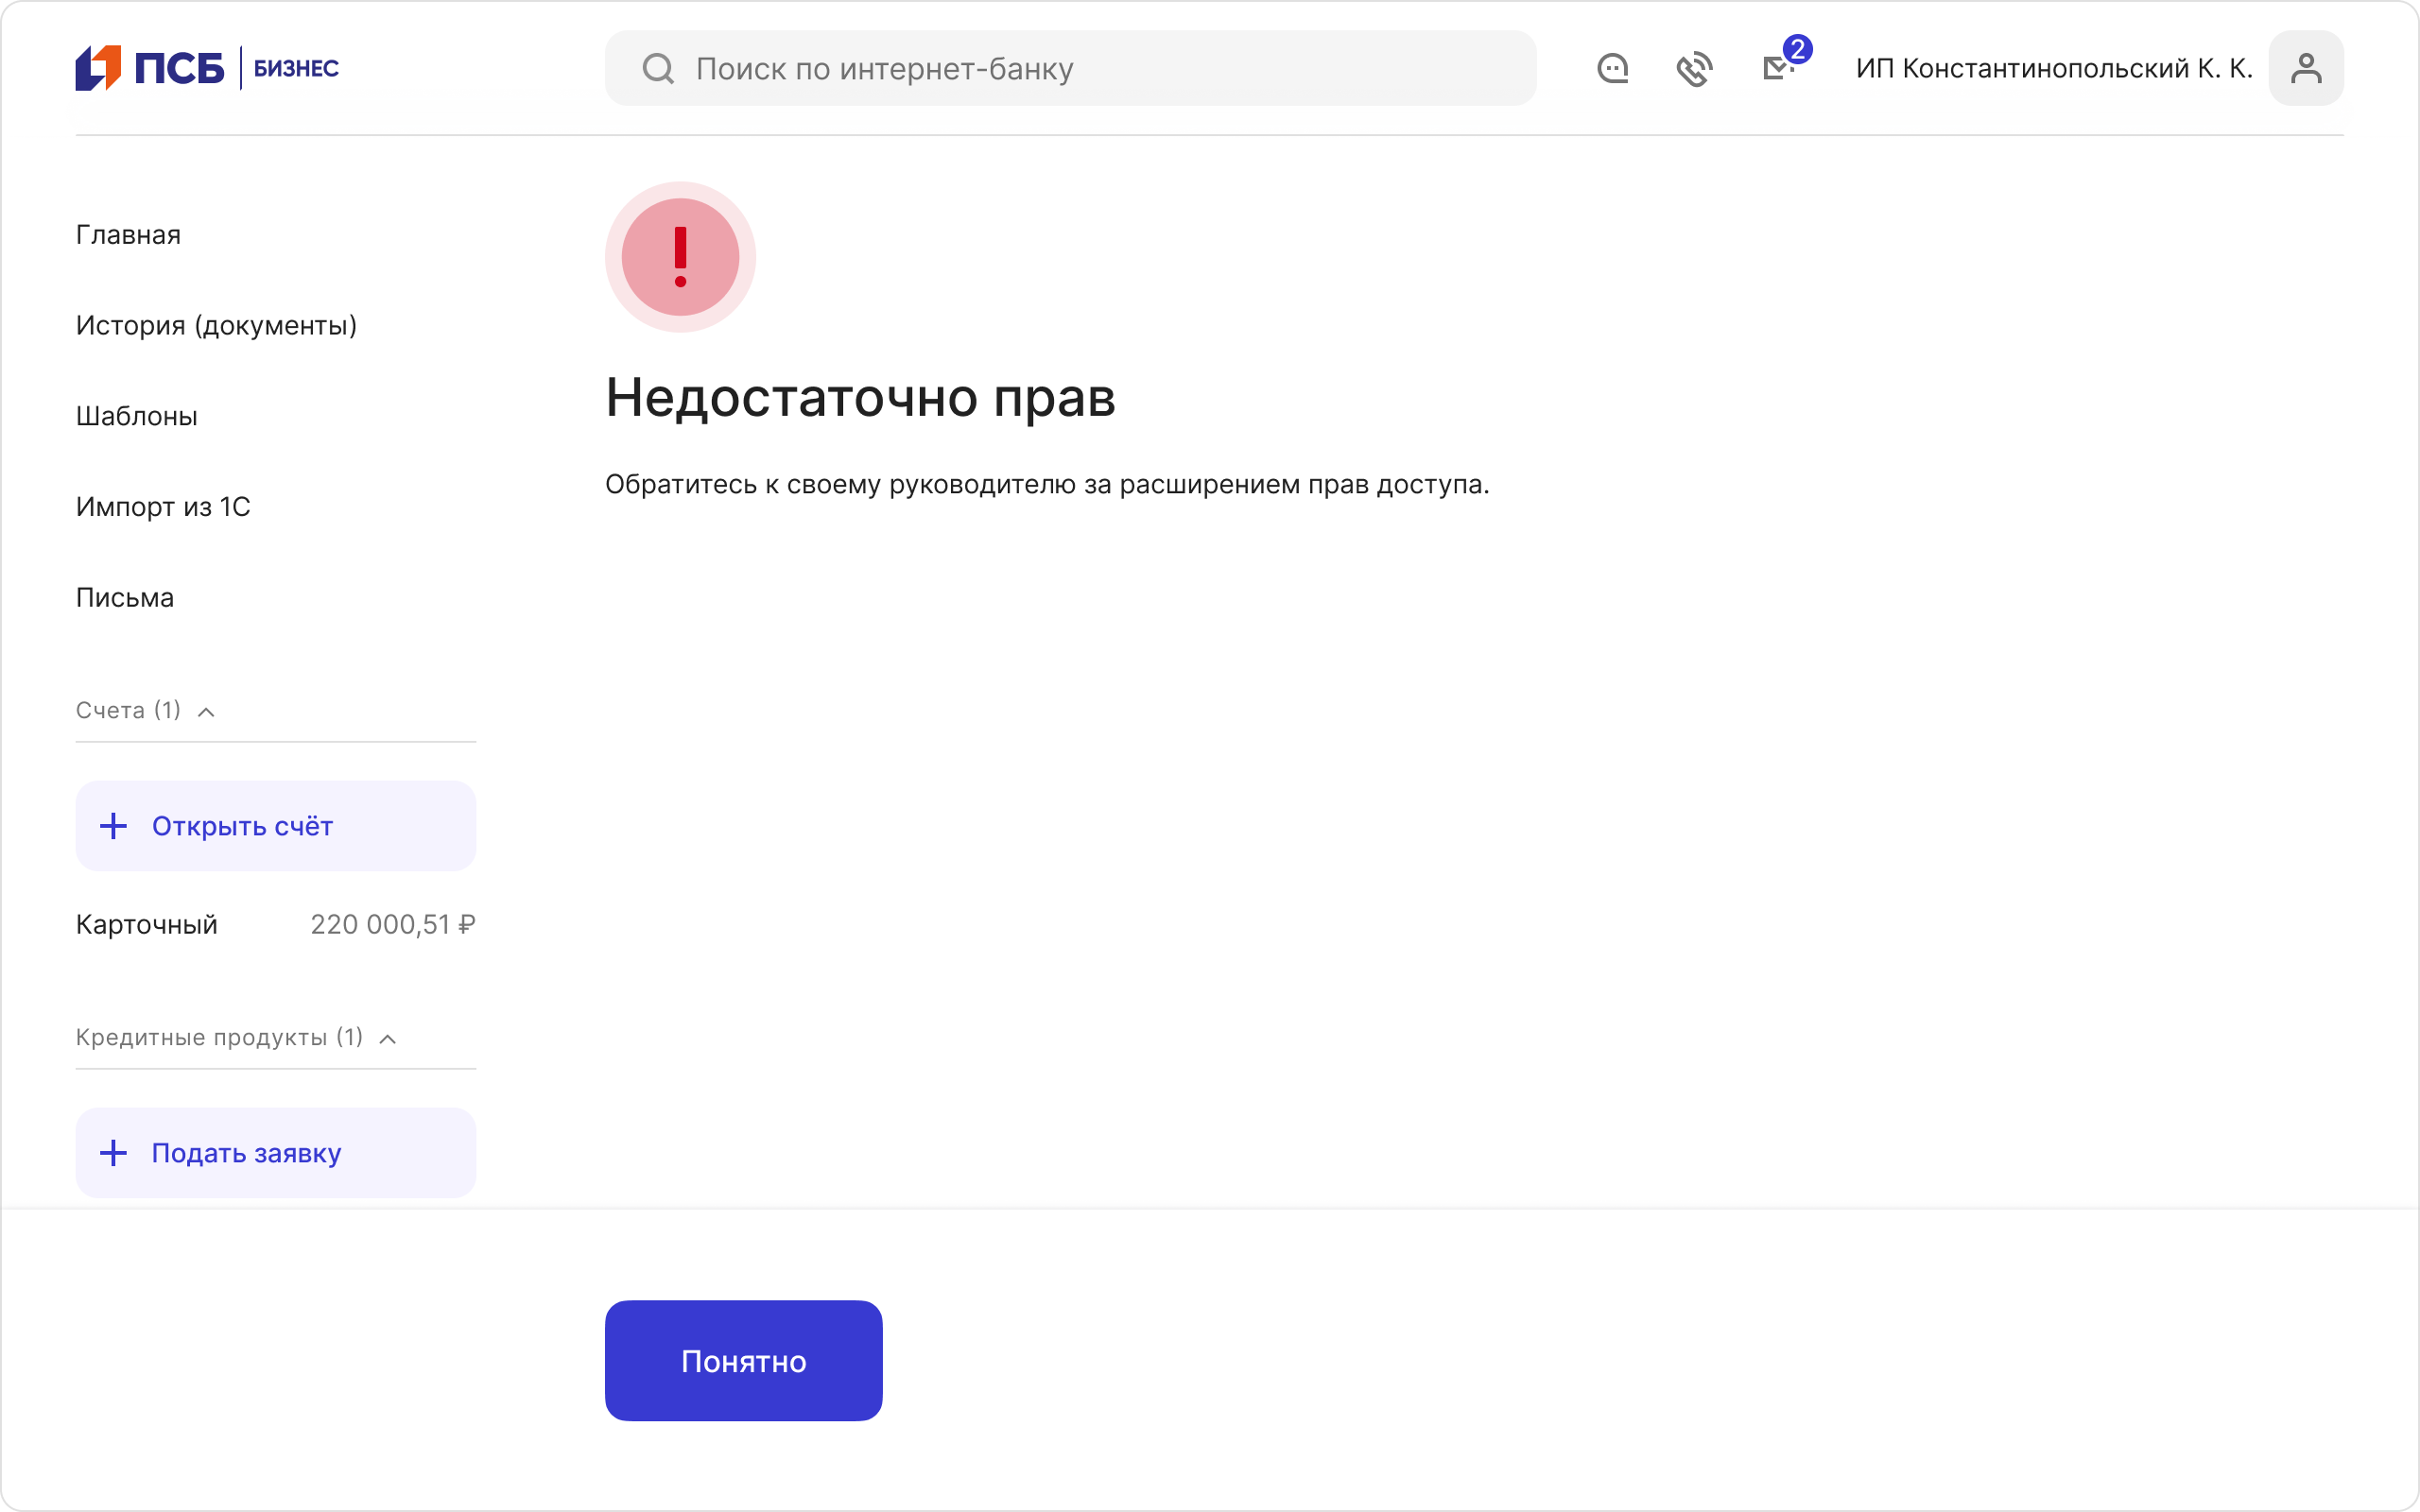 ПСБ БИЗНЕС
Поиск по интернет-банку
2
ИП Константинопольский К. К.
Главная
История (документы)
Шаблоны
Импорт из 1С
Письма
Счета (1)
Открыть счёт
Карточный 220 000,51 ₽
Кредитные продукты (1)
Подать заявку
Недостаточно прав
Обратитесь к своему руководителю за расширением прав доступа.
Понятно